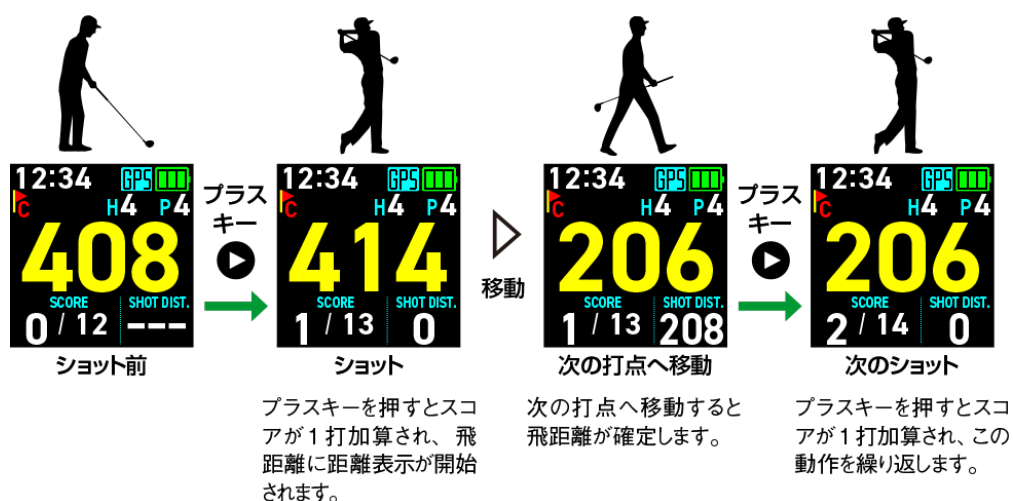 12:34 GPS
C H4 P4
408
SCORE SHOT DIST.
0 / 12 ---
ショット前
プラス
キー
12:34 GPS
C H4 P4
414
SCORE SHOT DIST.
1 / 13 0
ショット
プラスキーを押すとスコ
アが1打加算され、飛
距離に距離表示が開始
されます。
移動
12:34 GPS
C H4 P4
206
SCORE SHOT DIST.
1 / 13 208
次の打点へ移動
次の打点へ移動すると
飛距離が確定します。
プラス
キー
12:34 GPS
C H4 P4
206
SCORE SHOT DIST.
2 / 14 0
次のショット
プラスキーを押すとスコ
アが1打加算され、この
動作を繰り返します。